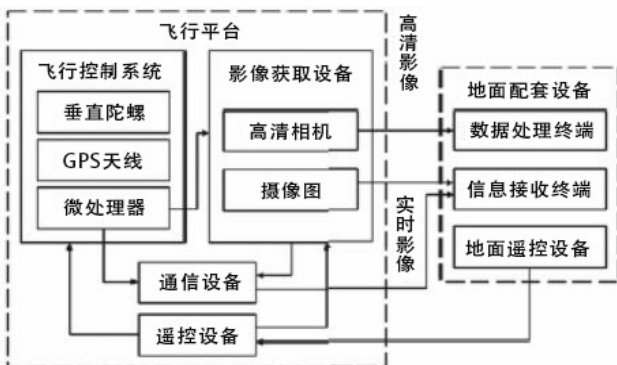 飞行平台
飞行控制系统
垂直陀螺
GPS天线
微处理器
影像获取设备
高清相机
摄像图
通信设备
遥控设备
高清影像
实时影像
地面配套设备
数据处理终端
信息接收终端
地面遥控设备